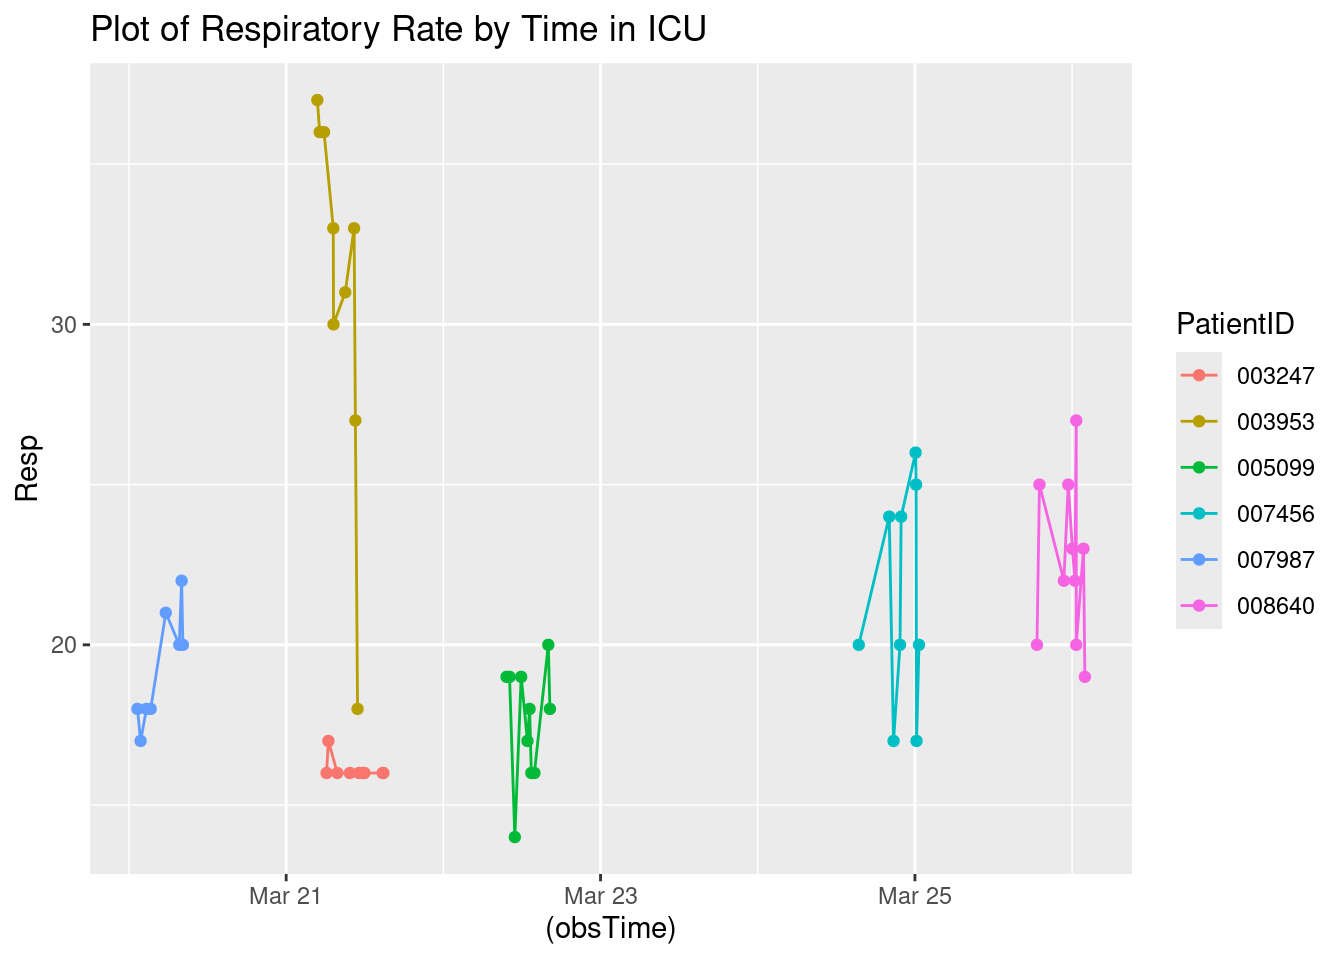 Plot of Respiratory Rate by Time in ICU
Resp
30
20
Mar 21
Mar 23
Mar 25
(obsTime)
PatientID
003247
003953
005099
007456
007987
008640